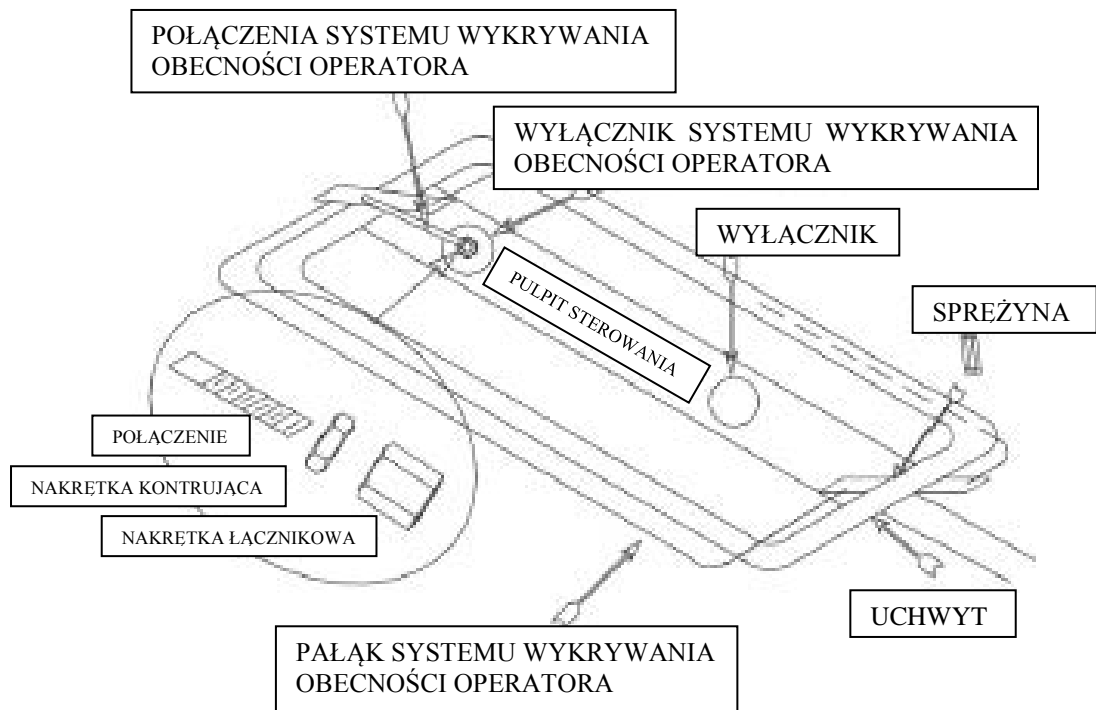 POŁĄCZENIA SYSTEMU WYKRYWANIA
OBECNOŚCI OPERATORA
WYŁĄCZNIK SYSTEMU WYKRYWANIA
OBECNOŚCI OPERATORA
WYŁĄCZNIK
SPRĘŻYNA
PULPIT STEROWANIA
POŁĄCZENIE
NAKRĘTKA KONTRUJĄCA
NAKRĘTKA ŁĄCZNIKOWA
UCHWYT
PAŁĄK SYSTEMU WYKRYWANIA
OBECNOŚCI OPERATORA